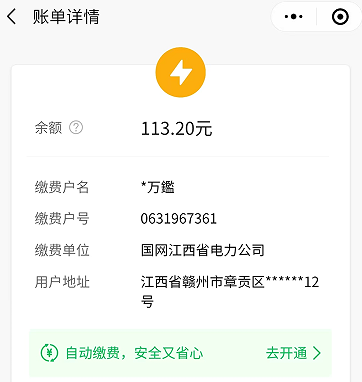 账单详情
余额 ? 113.20元
缴费户名 *万鑑
缴费户号 0631967361
缴费单位 国网江西省电力公司
用户地址 江西省赣州市章贡区******12
号
¥ 自动缴费，安全又省心 去开通